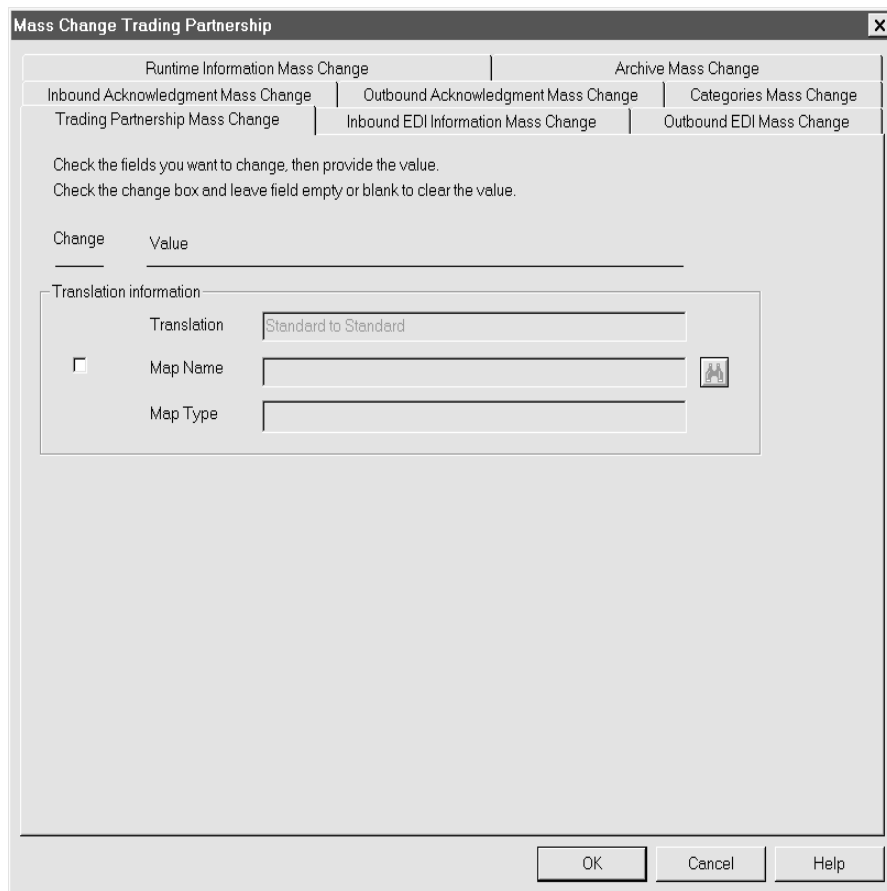 Mass Change Trading Partnership
Runtime Information Mass Change Archive Mass Change
Inbound Acknowledgment Mass Change Outbound Acknowledgment Mass Change Categories Mass Change
Trading Partnership Mass Change Inbound EDI Information Mass Change Outbound EDI Mass Change
Check the fields you want to change, then provide the value.
Check the change box and leave field empty or blank to clear the value.
Change Value
Translation information
Translation Standard to Standard
Map Name
Map Type
OK Cancel Help